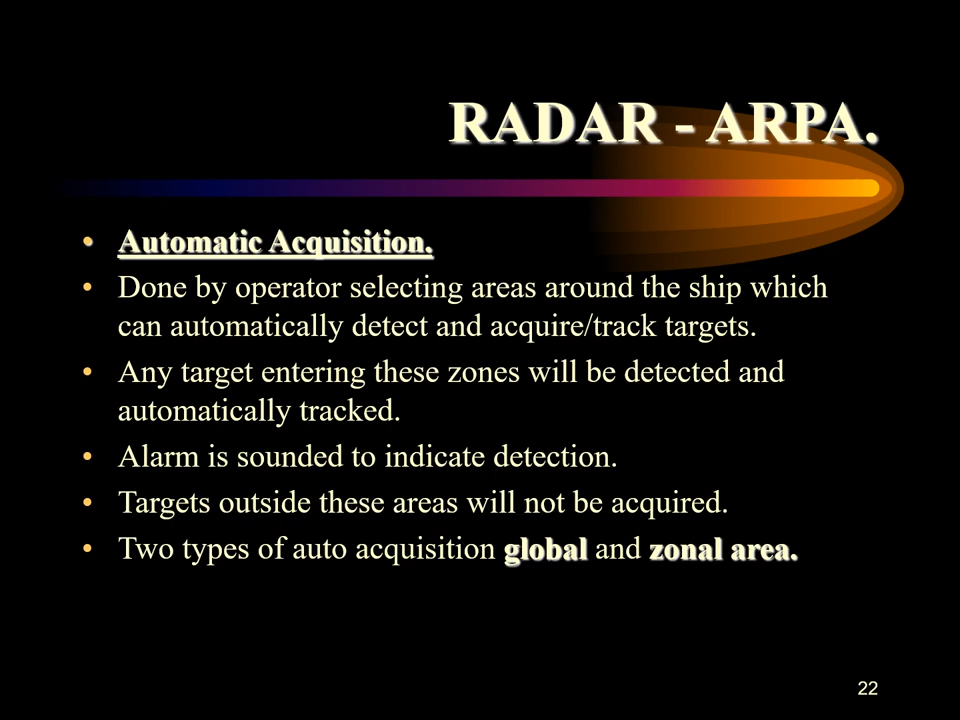 RADAR - ARPA.
• Automatic Acquisition.
• Done by operator selecting areas around the ship which
can automatically detect and acquire/track targets.
• Any target entering these zones will be detected and
automatically tracked.
• Alarm is sounded to indicate detection.
• Targets outside these areas will not be acquired.
• Two types of auto acquisition global and zonal area.
22